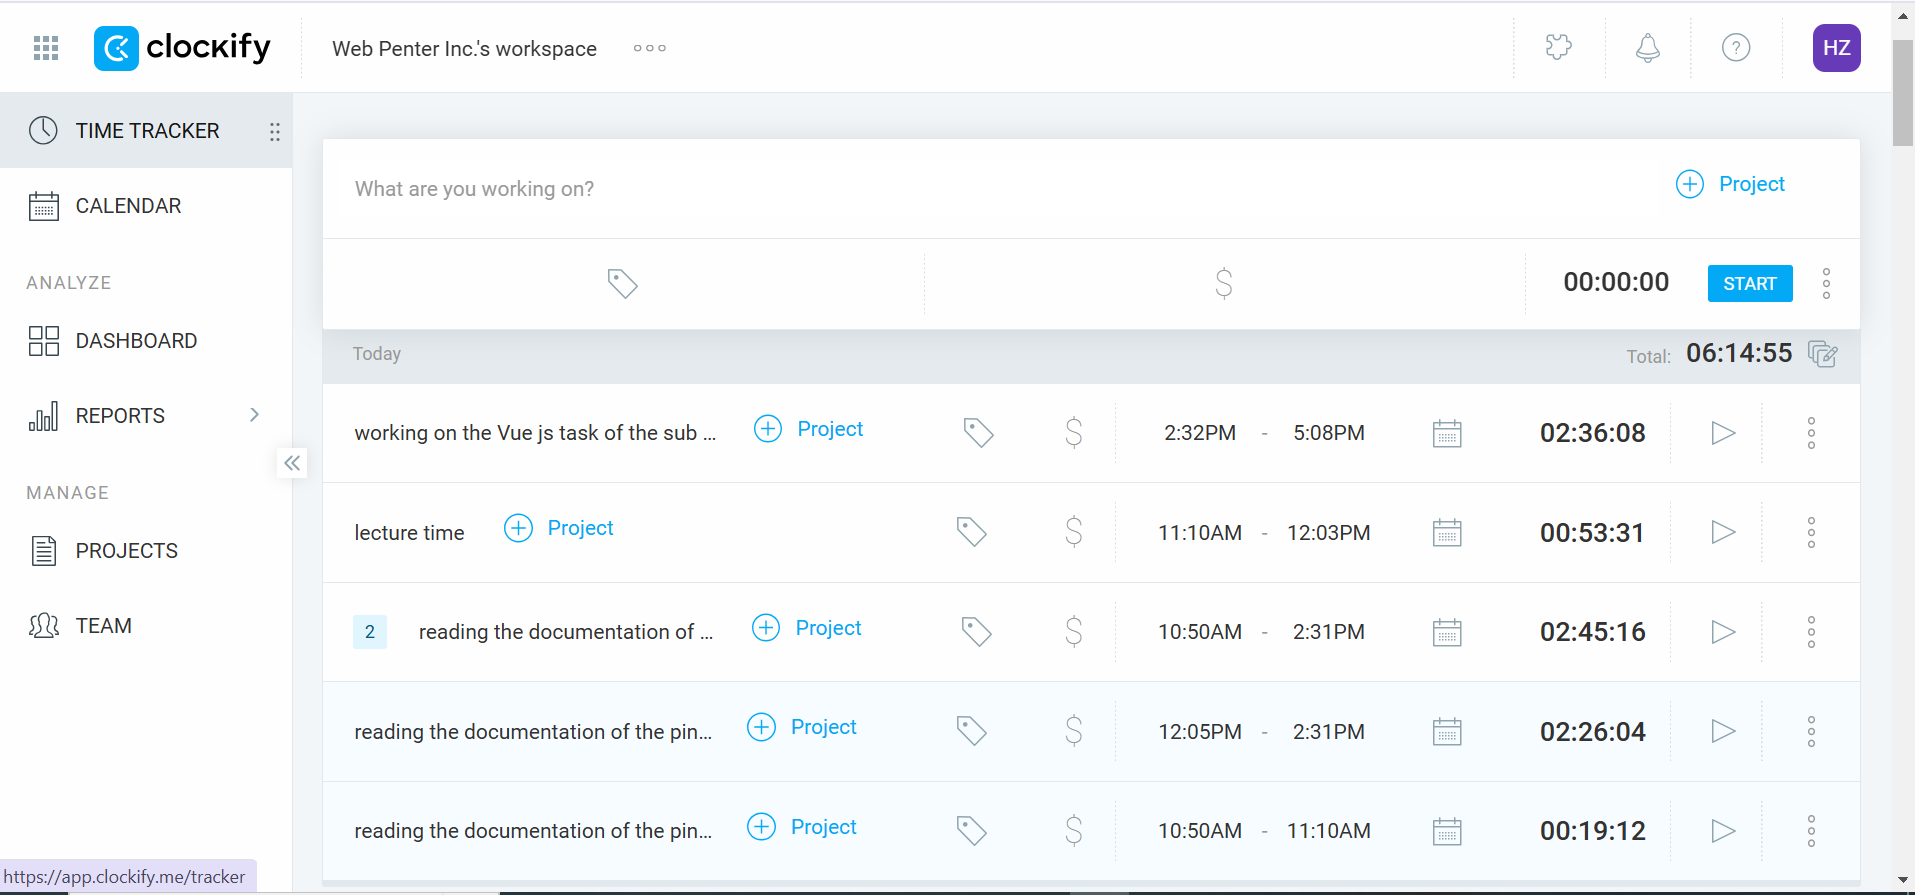 clockify
Web Penter Inc.'s workspace
HZ
TIME TRACKER
CALENDAR
ANALYZE
DASHBOARD
REPORTS
MANAGE
PROJECTS
TEAM
What are you working on?
Project
00:00:00 START
Today Total: 06:14:55
working on the Vue js task of the sub ... Project 2:32PM - 5:08PM 02:36:08
lecture time Project 11:10AM - 12:03PM 00:53:31
2 reading the documentation of ... Project 10:50AM - 2:31PM 02:45:16
reading the documentation of the pin... Project 12:05PM - 2:31PM 02:26:04
reading the documentation of the pin... Project 10:50AM - 11:10AM 00:19:12
https://app.clockify.me/tracker